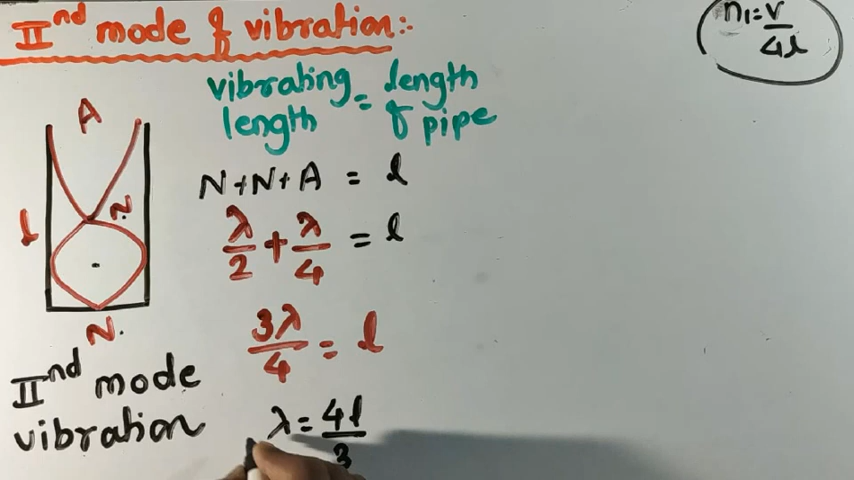 IInd mode of vibration:-
n1 = v/4l
vibrating length = length of pipe
A
N+N+A = l
N.
l
λ/2 + λ/4 = l
N.
3λ/4 = l
IInd mode vibration
λ = 4l/3